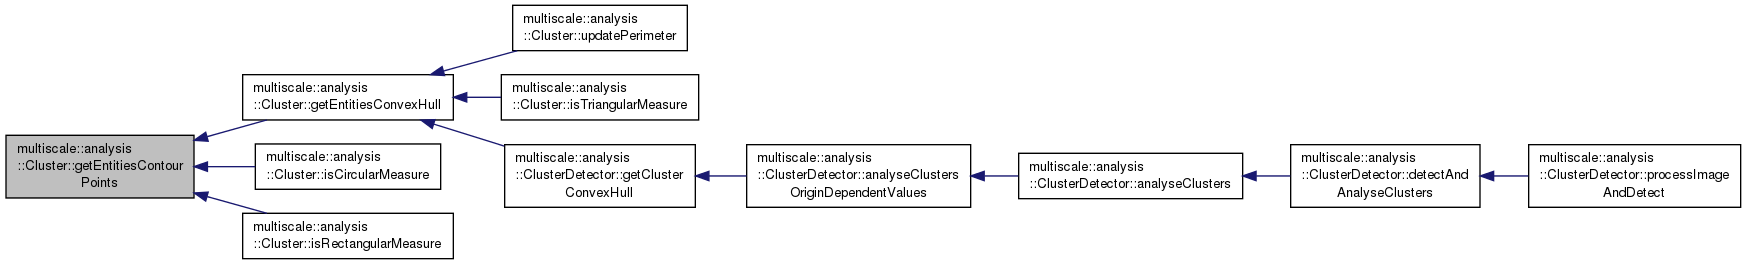 multiscale::analysis
::Cluster::updatePerimeter
multiscale::analysis
::Cluster::getEntitiesConvexHull
multiscale::analysis
::Cluster::isTriangularMeasure
multiscale::analysis
::Cluster::getEntitiesContour
Points
multiscale::analysis
::Cluster::isCircularMeasure
multiscale::analysis
::ClusterDetector::getCluster
ConvexHull
multiscale::analysis
::ClusterDetector::analyseClusters
OriginDependentValues
multiscale::analysis
::ClusterDetector::analyseClusters
multiscale::analysis
::ClusterDetector::detectAnd
AnalyseClusters
multiscale::analysis
::ClusterDetector::processImage
AndDetect
multiscale::analysis
::Cluster::isRectangularMeasure